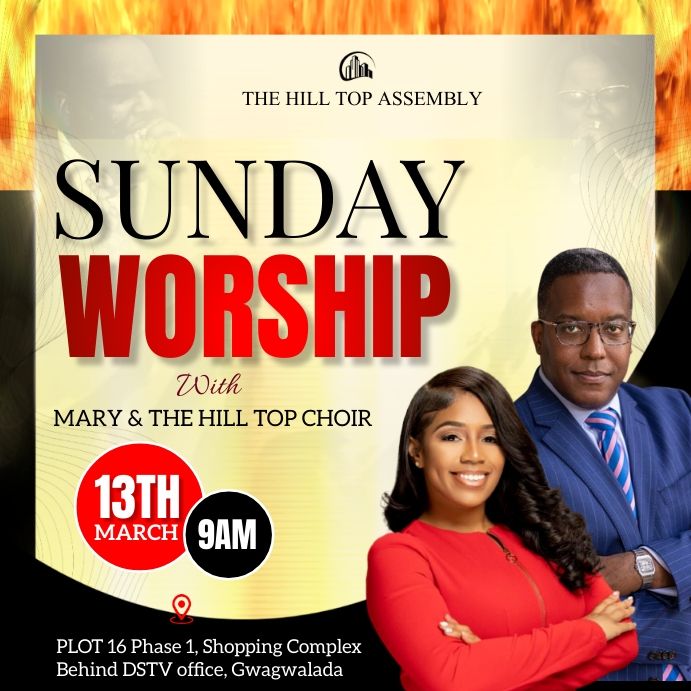 THE HILL TOP ASSEMBLY
SUNDAY
WORSHIP
With
MARY & THE HILL TOP CHOIR
13TH
MARCH
9AM
PLOT 16 Phase 1, Shopping Complex
Behind DSTV office, Gwagwalada